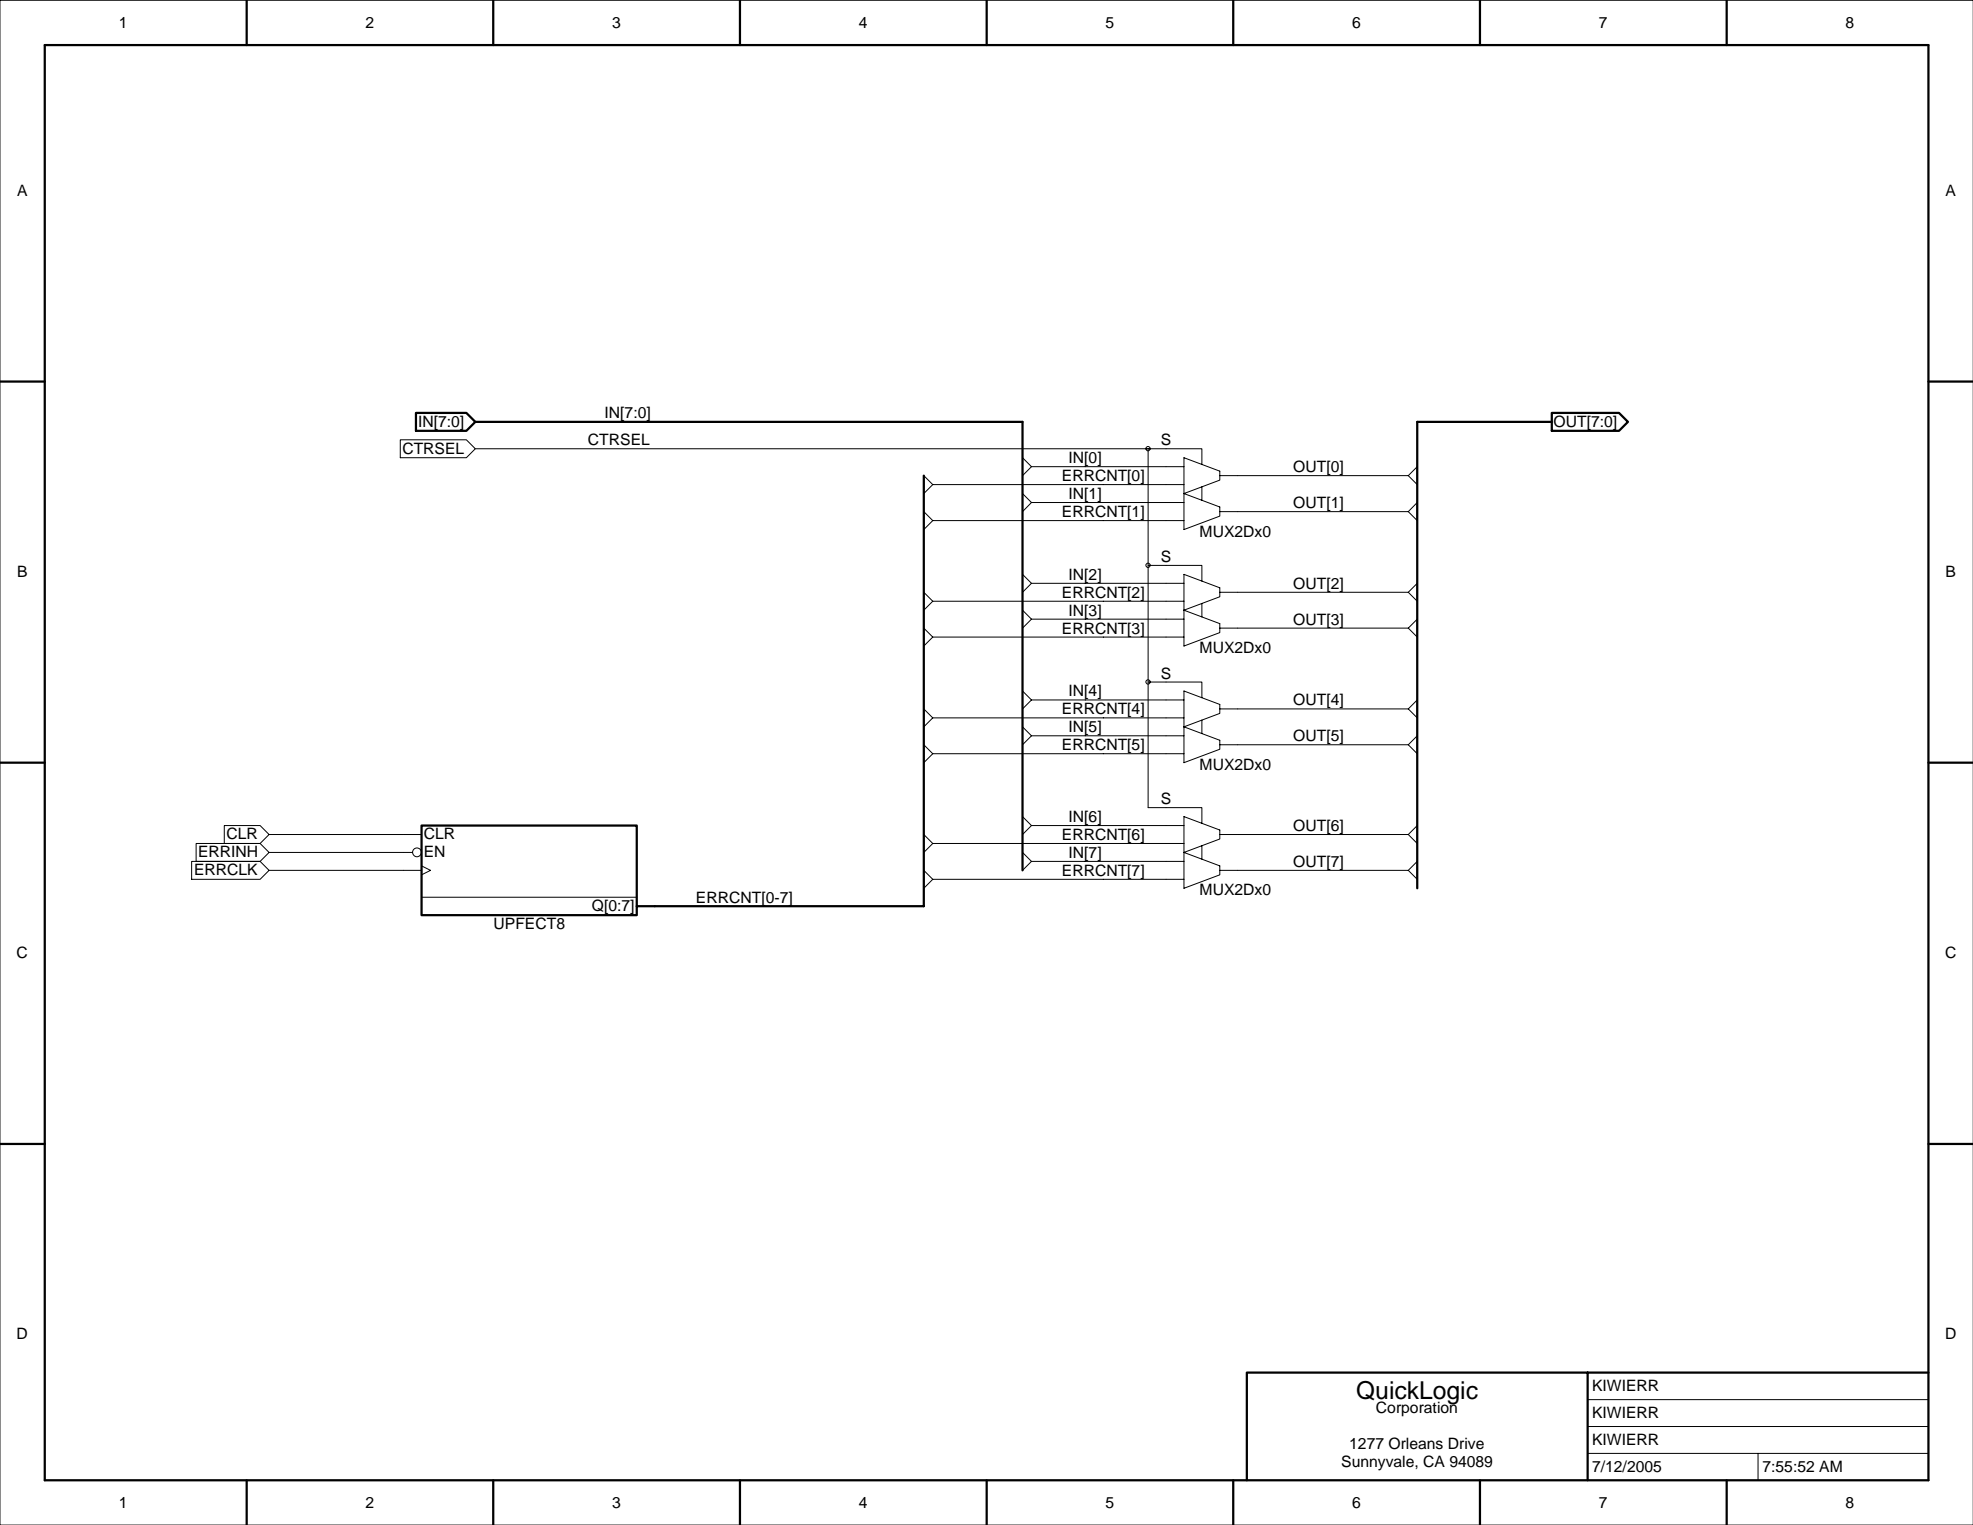 1 2 3 4 5 6 7 8
A A
IN[7:0] IN[7:0] OUT[7:0]
CTRSEL CTRSEL S
IN[0] OUT[0]
ERRCNT[0]
IN[1] OUT[1]
ERRCNT[1]
MUX2Dx0
S
B B
IN[2] OUT[2]
ERRCNT[2]
IN[3] OUT[3]
ERRCNT[3]
MUX2Dx0
S
IN[4] OUT[4]
ERRCNT[4]
IN[5] OUT[5]
ERRCNT[5]
MUX2Dx0
S
IN[6] OUT[6]
CLR CLR ERRCNT[6]
ERRINH EN IN[7]
ERRCLK ERRCNT[7] OUT[7]
MUX2Dx0
Q[0:7] ERRCNT[0-7]
UPFECT8
C C
D D
QuickLogic
Corporation
1277 Orleans Drive
Sunnyvale, CA 94089
KIWIERR
KIWIERR
KIWIERR
7/12/2005 7:55:52 AM
1 2 3 4 5 6 7 8